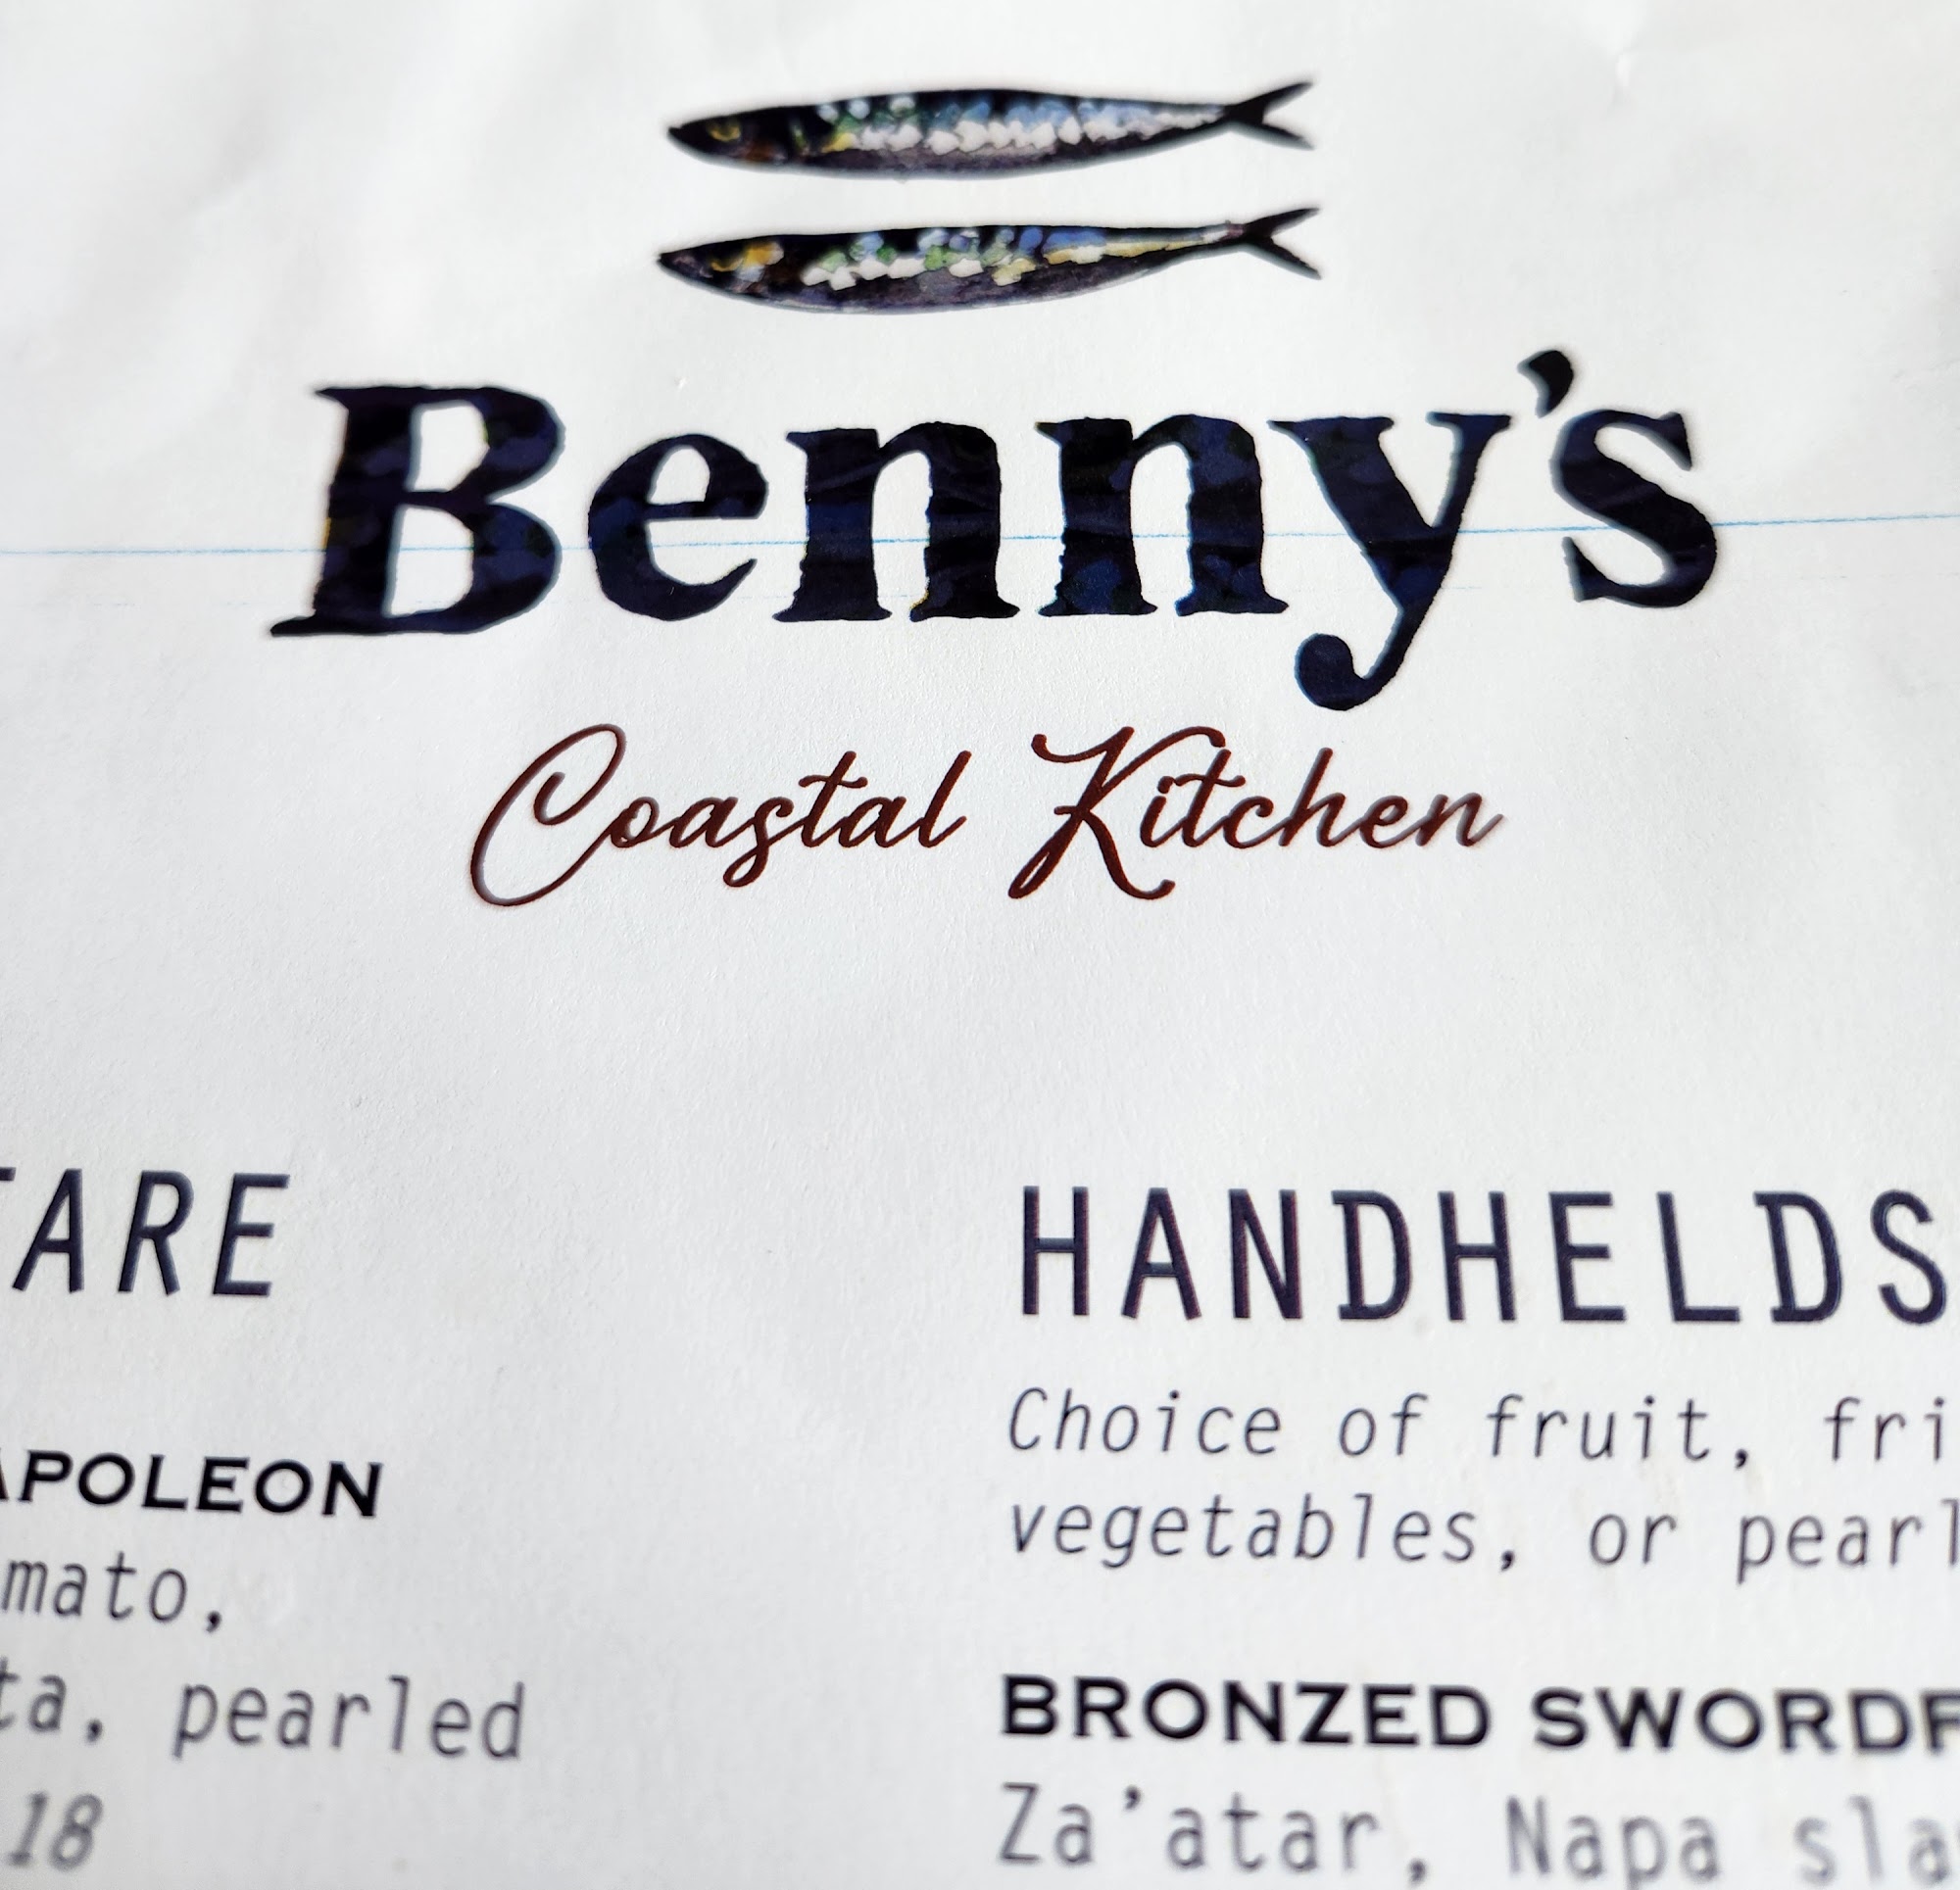 Benny's
Coastal Kitchen
ARE
APOLEON
mato,
ta, pearled
18
HANDHELDS
Choice of fruit, fri
vegetables, or pearl
BRONZED SWORDF
Za'atar, Napa sla